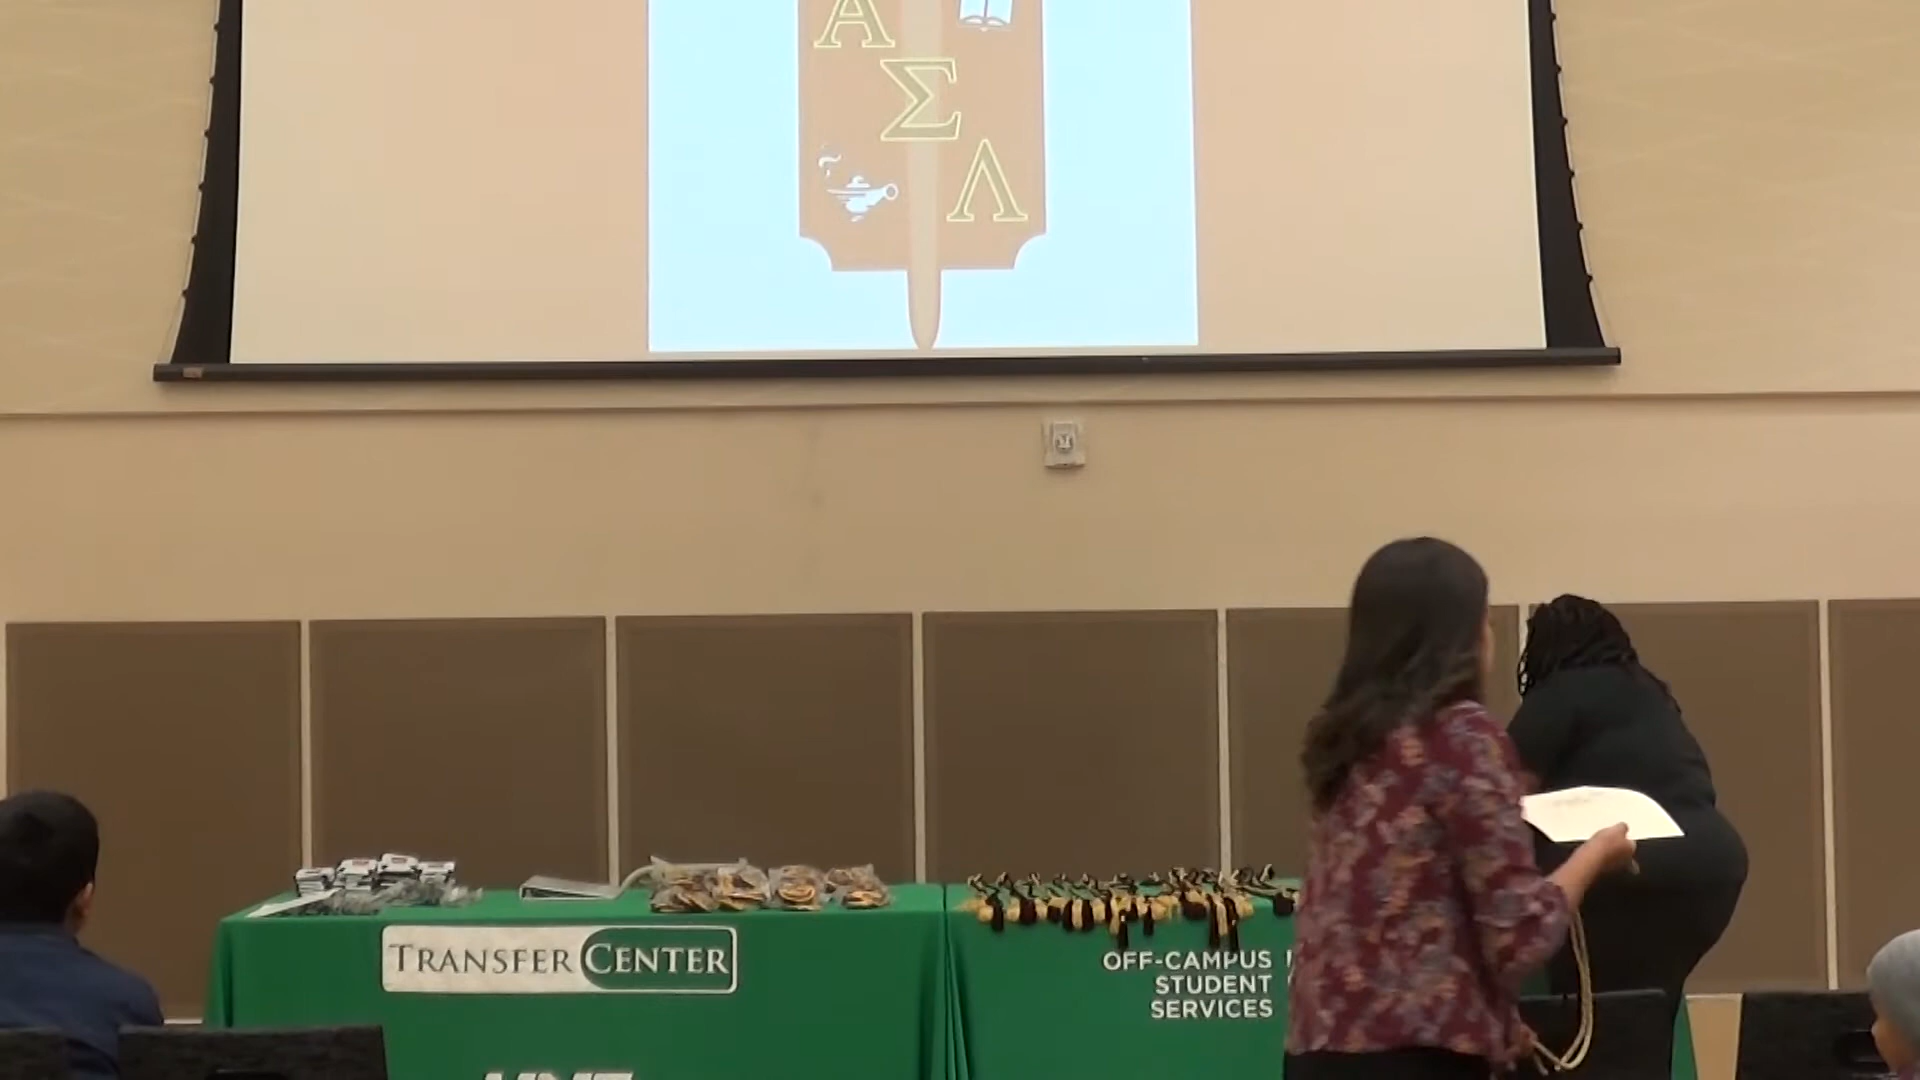 Α
Σ
Λ
TRANSFER CENTER
OFF-CAMPUS
STUDENT
SERVICES